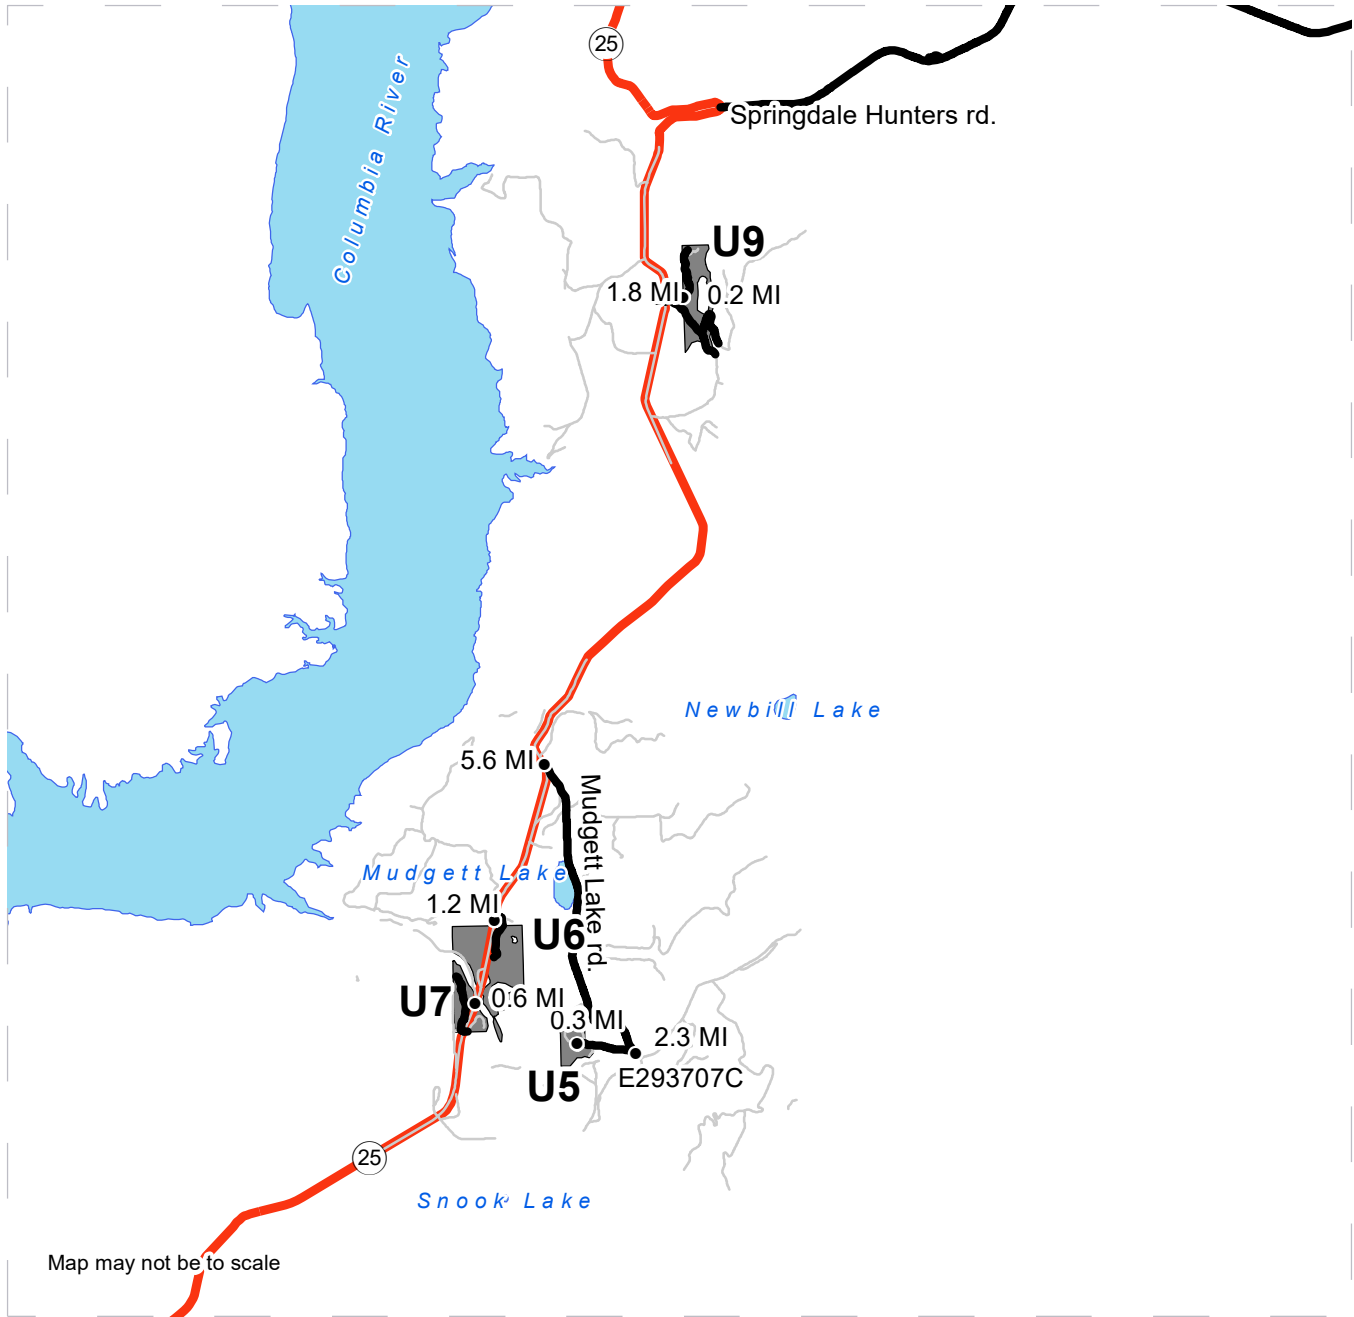 25
Columbia River
Springdale Hunters rd.
U9
1.8 MI
0.2 MI
Newbill Lake
5.6 MI
Mudgett Lake rd.
Mudgett Lake
1.2 MI
U6
U7
0.6 MI
0.3 MI
2.3 MI
E293707C
U5
25
Snook Lake
Map may not be to scale